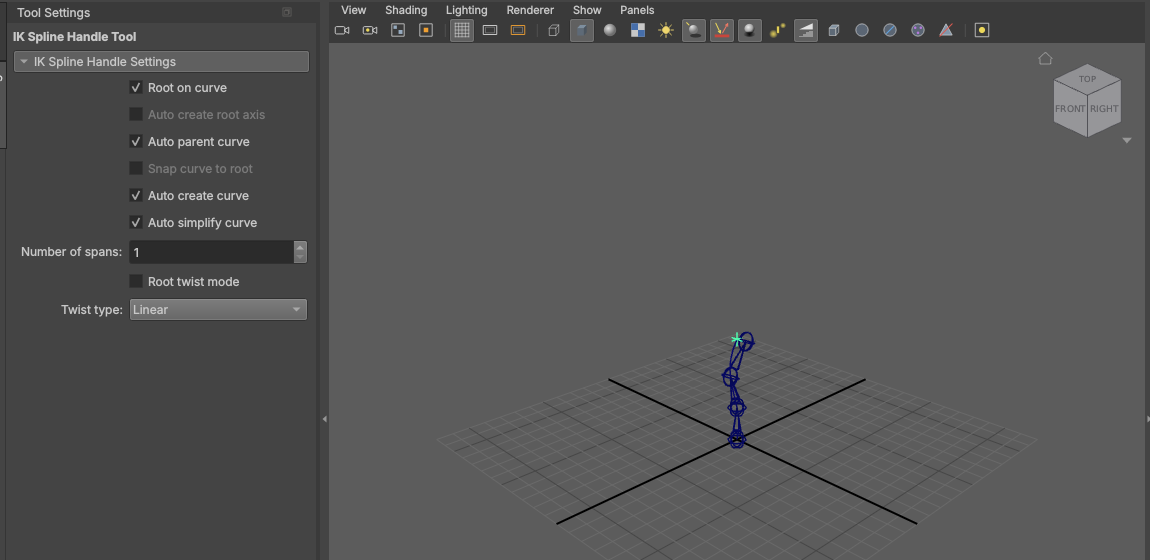 Tool Settings
IK Spline Handle Tool
IK Spline Handle Settings
Root on curve
Auto create root axis
Auto parent curve
Snap curve to root
Auto create curve
Auto simplify curve
Number of spans: 1
Root twist mode
Twist type: Linear
View Shading Lighting Renderer Show Panels
TOP
FRONT RIGHT